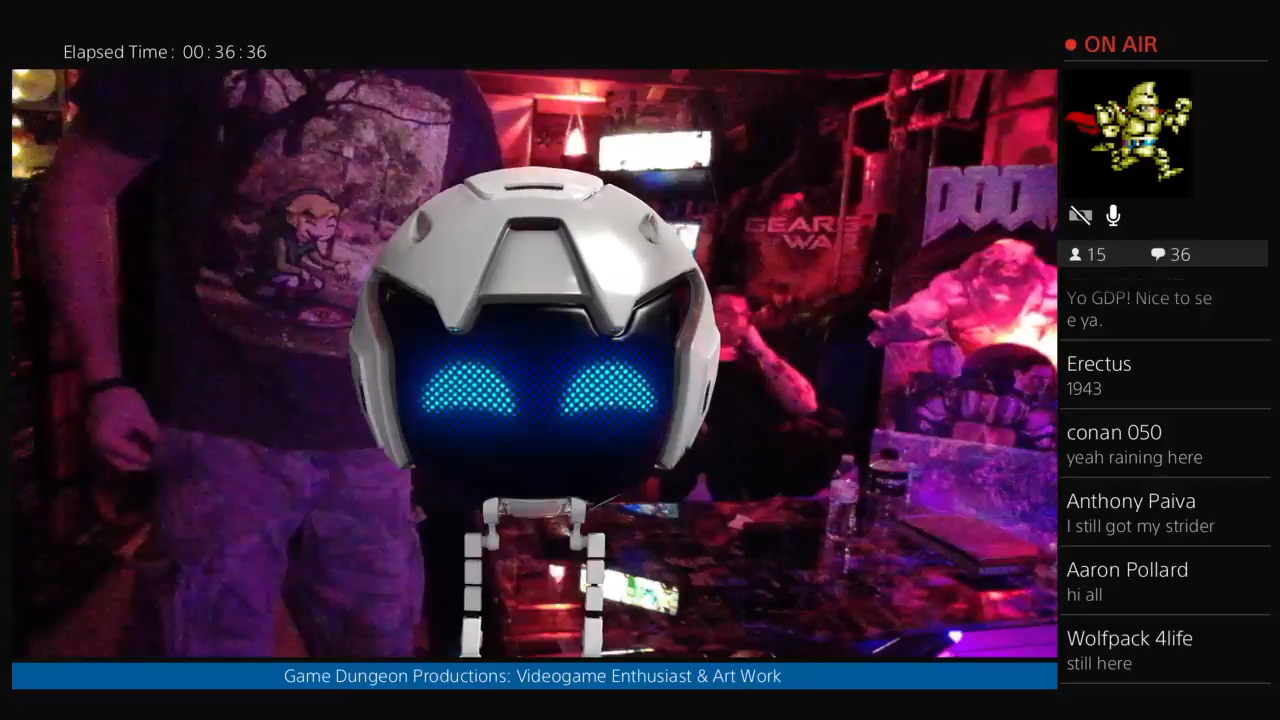 Elapsed Time: 00:36:36
ON AIR
GEARS
OF WAR
DOOM
15
36
Yo GDP! Nice to se
e ya.
Erectus
1943
conan 050
yeah raining here
Anthony Paiva
I still got my strider
Aaron Pollard
hi all
Wolfpack 4life
still here
Game Dungeon Productions: Videogame Enthusiast & Art Work